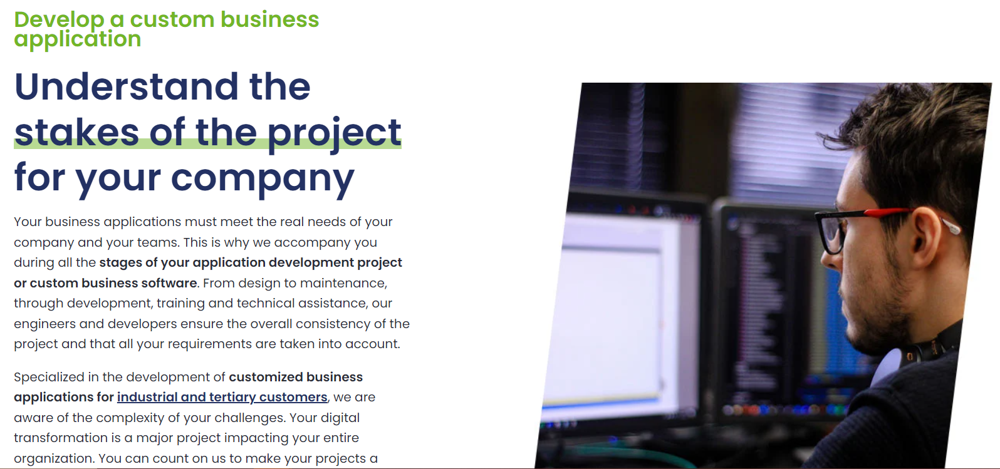 Develop a custom business
application
Understand the
stakes of the project
for your company
Your business applications must meet the real needs of your
company and your teams. This is why we accompany you
during all the stages of your application development project
or custom business software. From design to maintenance,
through development, training and technical assistance, our
engineers and developers ensure the overall consistency of the
project and that all your requirements are taken into account.
Specialized in the development of customized business
applications for industrial and tertiary customers, we are
aware of the complexity of your challenges. Your digital
transformation is a major project impacting your entire
organization. You can count on us to make your projects a